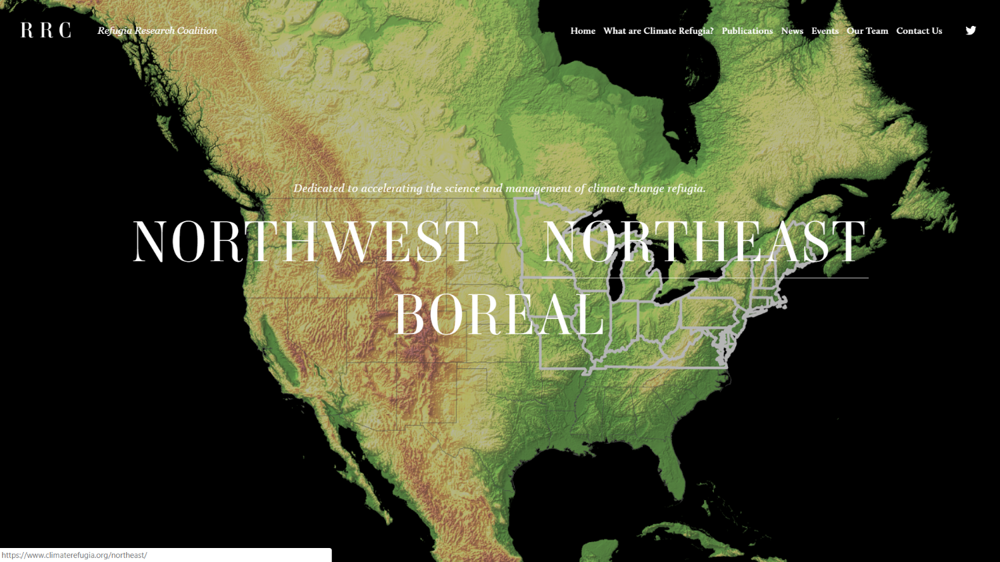 R R C Refugia Research Coalition Home What are Climate Refugia? Publications News Events Our Team Contact Us
Dedicated to accelerating the science and management of climate change refugia.
NORTHWEST NORTHEAST
BOREAL
https://www.climaterefugia.org/northeast/